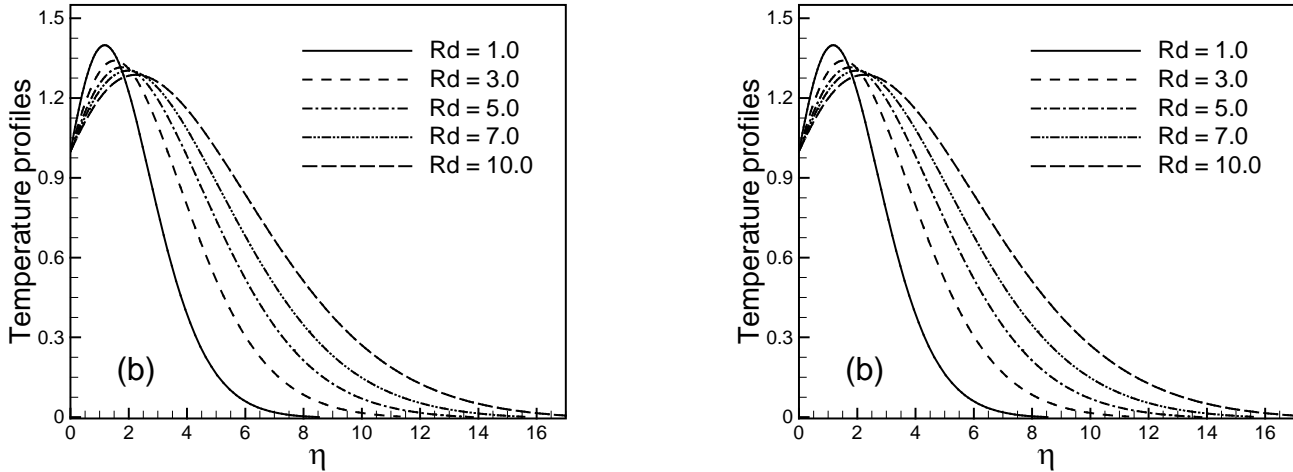 1.5
1.2
0.9
0.6
0.3
0
Temperature profiles
Rd = 1.0
Rd = 3.0
Rd = 5.0
Rd = 7.0
Rd = 10.0
(b)
0 2 4 6 8 10 12 14 16
η
1.5
1.2
0.9
0.6
0.3
0
Temperature profiles
Rd = 1.0
Rd = 3.0
Rd = 5.0
Rd = 7.0
Rd = 10.0
(b)
0 2 4 6 8 10 12 14 16
η